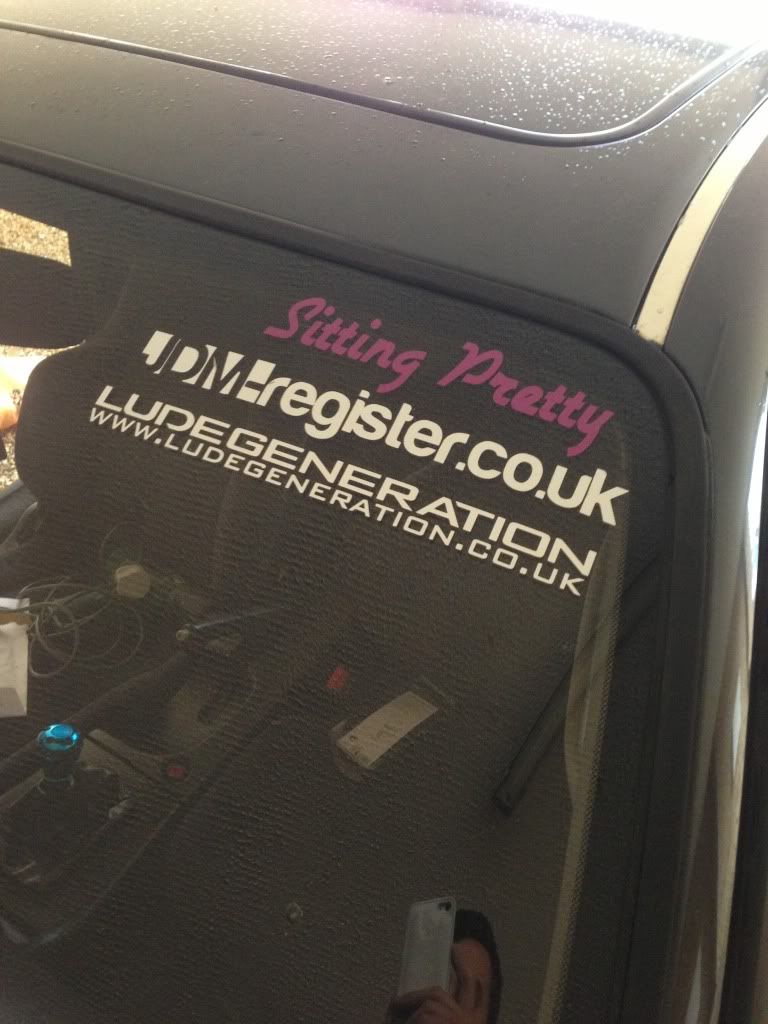 Sitting Pretty
JDM-register.co.uk
LUDEGENERATION
WWW.LUDEGENERATION.CO.UK